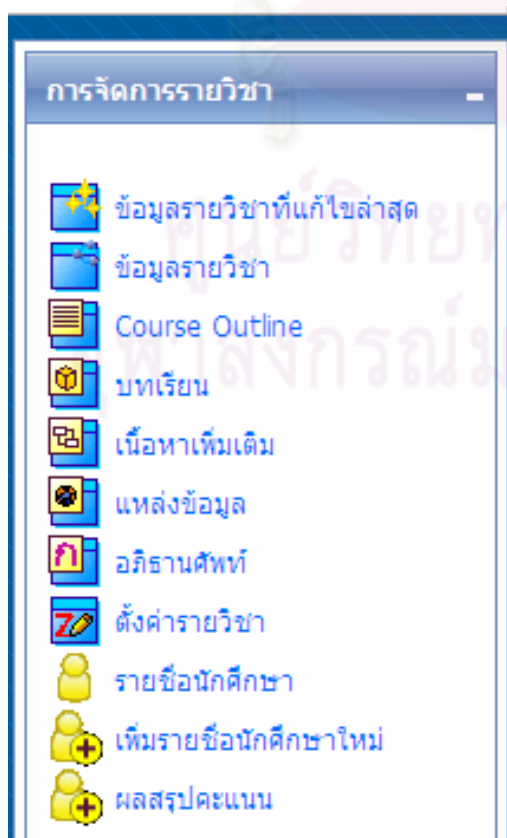 การจัดการรายวิชา
ข้อมูลรายวิชาที่แก้ไขล่าสุด
ข้อมูลรายวิชา
Course Outline
บทเรียน
เนื้อหาเพิ่มเติม
แหล่งข้อมูล
อภิธานศัพท์
ตั้งค่ารายวิชา
รายชื่อนักศึกษา
เพิ่มรายชื่อนักศึกษาใหม่
ผลสรุปคะแนน